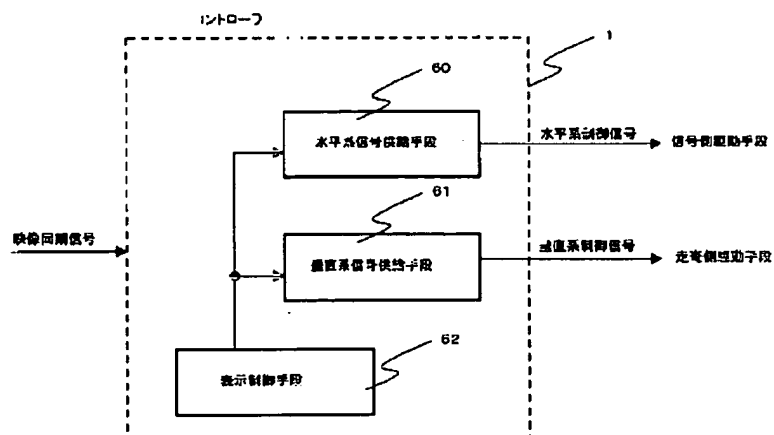 コントローラ
1
60
水平系信号供給手段
水平系制御信号
信号側駆動手段
61
映像同期信号
垂直系信号供給手段
垂直系制御信号
走査側駆動手段
62
表示制御手段